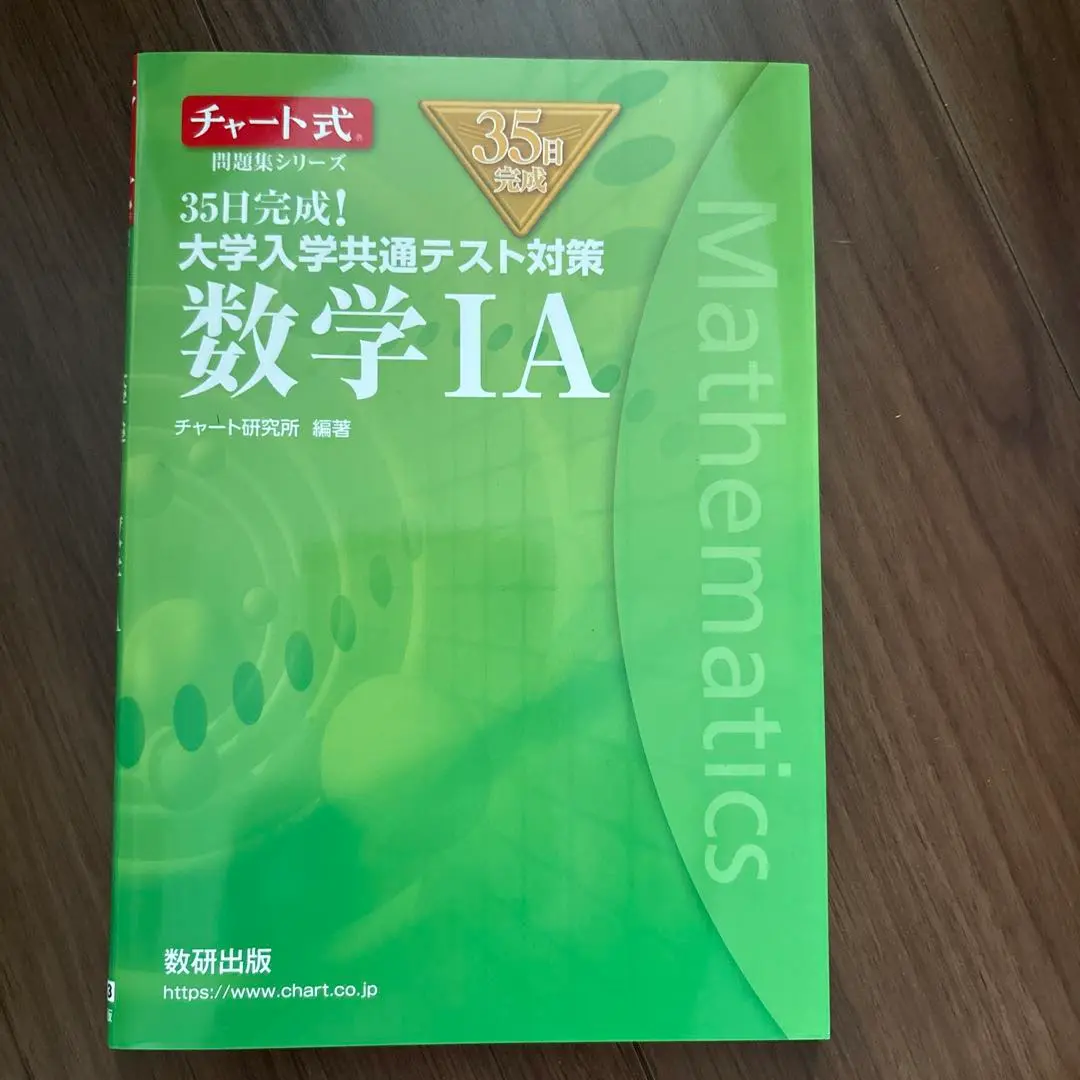 チャート式®
問題集シリーズ
35日完成!
大学入学共通テスト対策
数学IA
チャート研究所 編著
35日
完成
Mathematics
数研出版
https://www.chart.co.jp